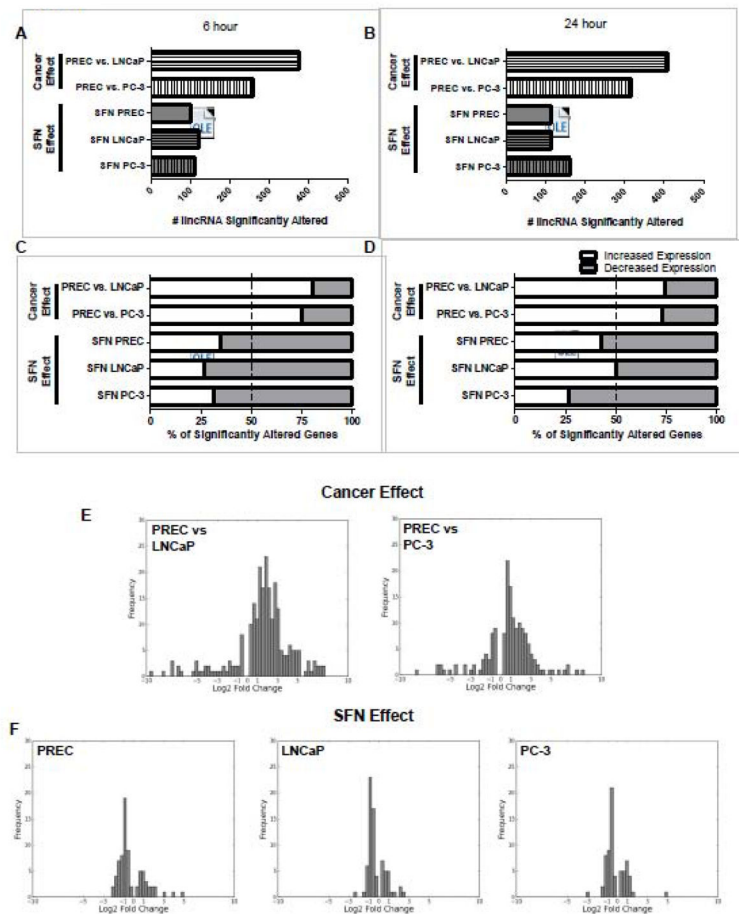 6 hour
24 hour
A
B
Cancer Effect
PREC vs. LNCaP
PREC vs. PC-3
SFN Effect
SFN PREC
SFN LNCaP
SFN PC-3
OLE
0
100
200
300
400
500
# lincRNA Significantly Altered
Cancer Effect
PREC vs. LNCaP
PREC vs. PC-3
SFN Effect
SFN PREC
SFN LNCaP
SFN PC-3
OLE
0
100
200
300
400
500
# lincRNA Significantly Altered
C
D
Increased Expression
Decreased Expression
Cancer Effect
PREC vs. LNCaP
PREC vs. PC-3
SFN Effect
SFN PREC
SFN LNCaP
SFN PC-3
OLE
0 25 50 75 100
% of Significantly Altered Genes
Cancer Effect
PREC vs. LNCaP
PREC vs. PC-3
SFN Effect
SFN PREC
SFN LNCaP
SFN PC-3
0 25 50 75 100
% of Significantly Altered Genes
Cancer Effect
E
PREC vs
LNCaP
Frequency
Log2 Fold Change
PREC vs
PC-3
Frequency
Log2 Fold Change
SFN Effect
F
PREC
Frequency
Log2 Fold Change
LNCaP
Frequency
Log2 Fold Change
PC-3
Frequency
Log2 Fold Change